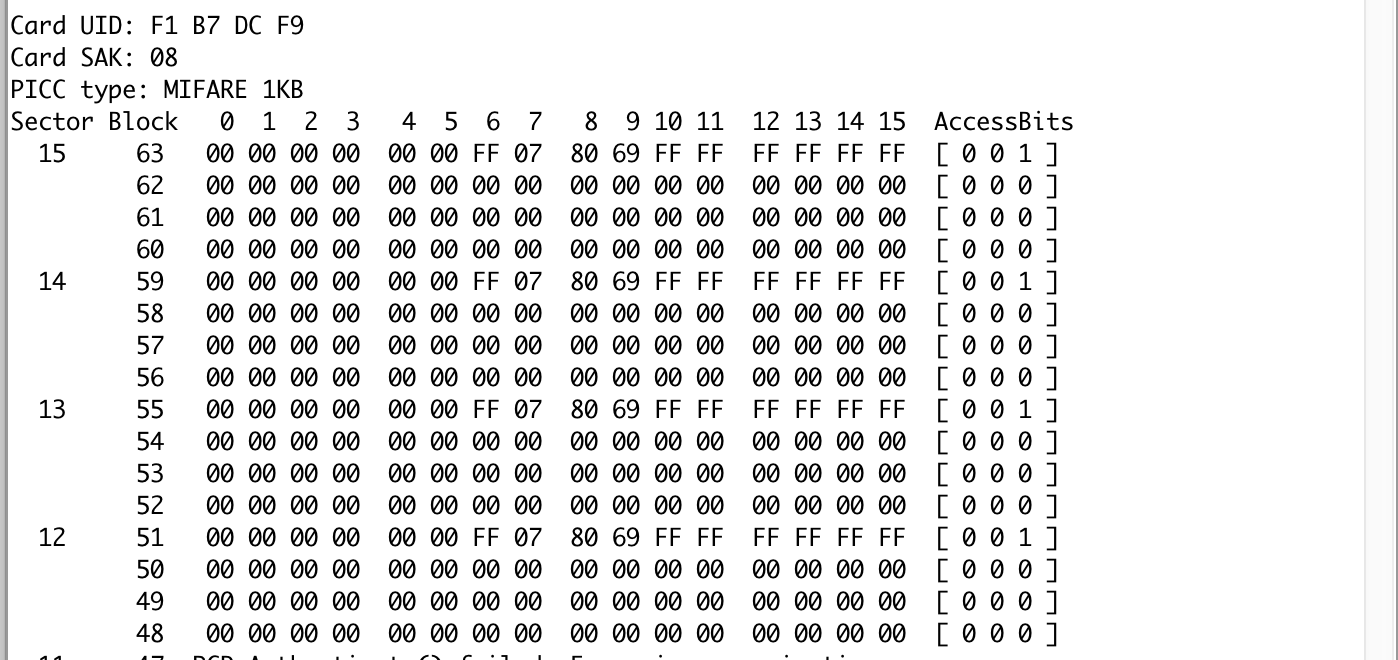 Card UID: F1 B7 DC F9
Card SAK: 08
PICC type: MIFARE 1KB
Sector Block   0  1  2  3   4  5  6  7   8  9 10 11  12 13 14 15  AccessBits
  15     63   00 00 00 00  00 00 FF 07  80 69 FF FF  FF FF FF FF  [ 0 0 1 ]
         62   00 00 00 00  00 00 00 00  00 00 00 00  00 00 00 00  [ 0 0 0 ]
         61   00 00 00 00  00 00 00 00  00 00 00 00  00 00 00 00  [ 0 0 0 ]
         60   00 00 00 00  00 00 00 00  00 00 00 00  00 00 00 00  [ 0 0 0 ]
  14     59   00 00 00 00  00 00 FF 07  80 69 FF FF  FF FF FF FF  [ 0 0 1 ]
         58   00 00 00 00  00 00 00 00  00 00 00 00  00 00 00 00  [ 0 0 0 ]
         57   00 00 00 00  00 00 00 00  00 00 00 00  00 00 00 00  [ 0 0 0 ]
         56   00 00 00 00  00 00 00 00  00 00 00 00  00 00 00 00  [ 0 0 0 ]
  13     55   00 00 00 00  00 00 FF 07  80 69 FF FF  FF FF FF FF  [ 0 0 1 ]
         54   00 00 00 00  00 00 00 00  00 00 00 00  00 00 00 00  [ 0 0 0 ]
         53   00 00 00 00  00 00 00 00  00 00 00 00  00 00 00 00  [ 0 0 0 ]
         52   00 00 00 00  00 00 00 00  00 00 00 00  00 00 00 00  [ 0 0 0 ]
  12     51   00 00 00 00  00 00 FF 07  80 69 FF FF  FF FF FF FF  [ 0 0 1 ]
         50   00 00 00 00  00 00 00 00  00 00 00 00  00 00 00 00  [ 0 0 0 ]
         49   00 00 00 00  00 00 00 00  00 00 00 00  00 00 00 00  [ 0 0 0 ]
         48   00 00 00 00  00 00 00 00  00 00 00 00  00 00 00 00  [ 0 0 0 ]